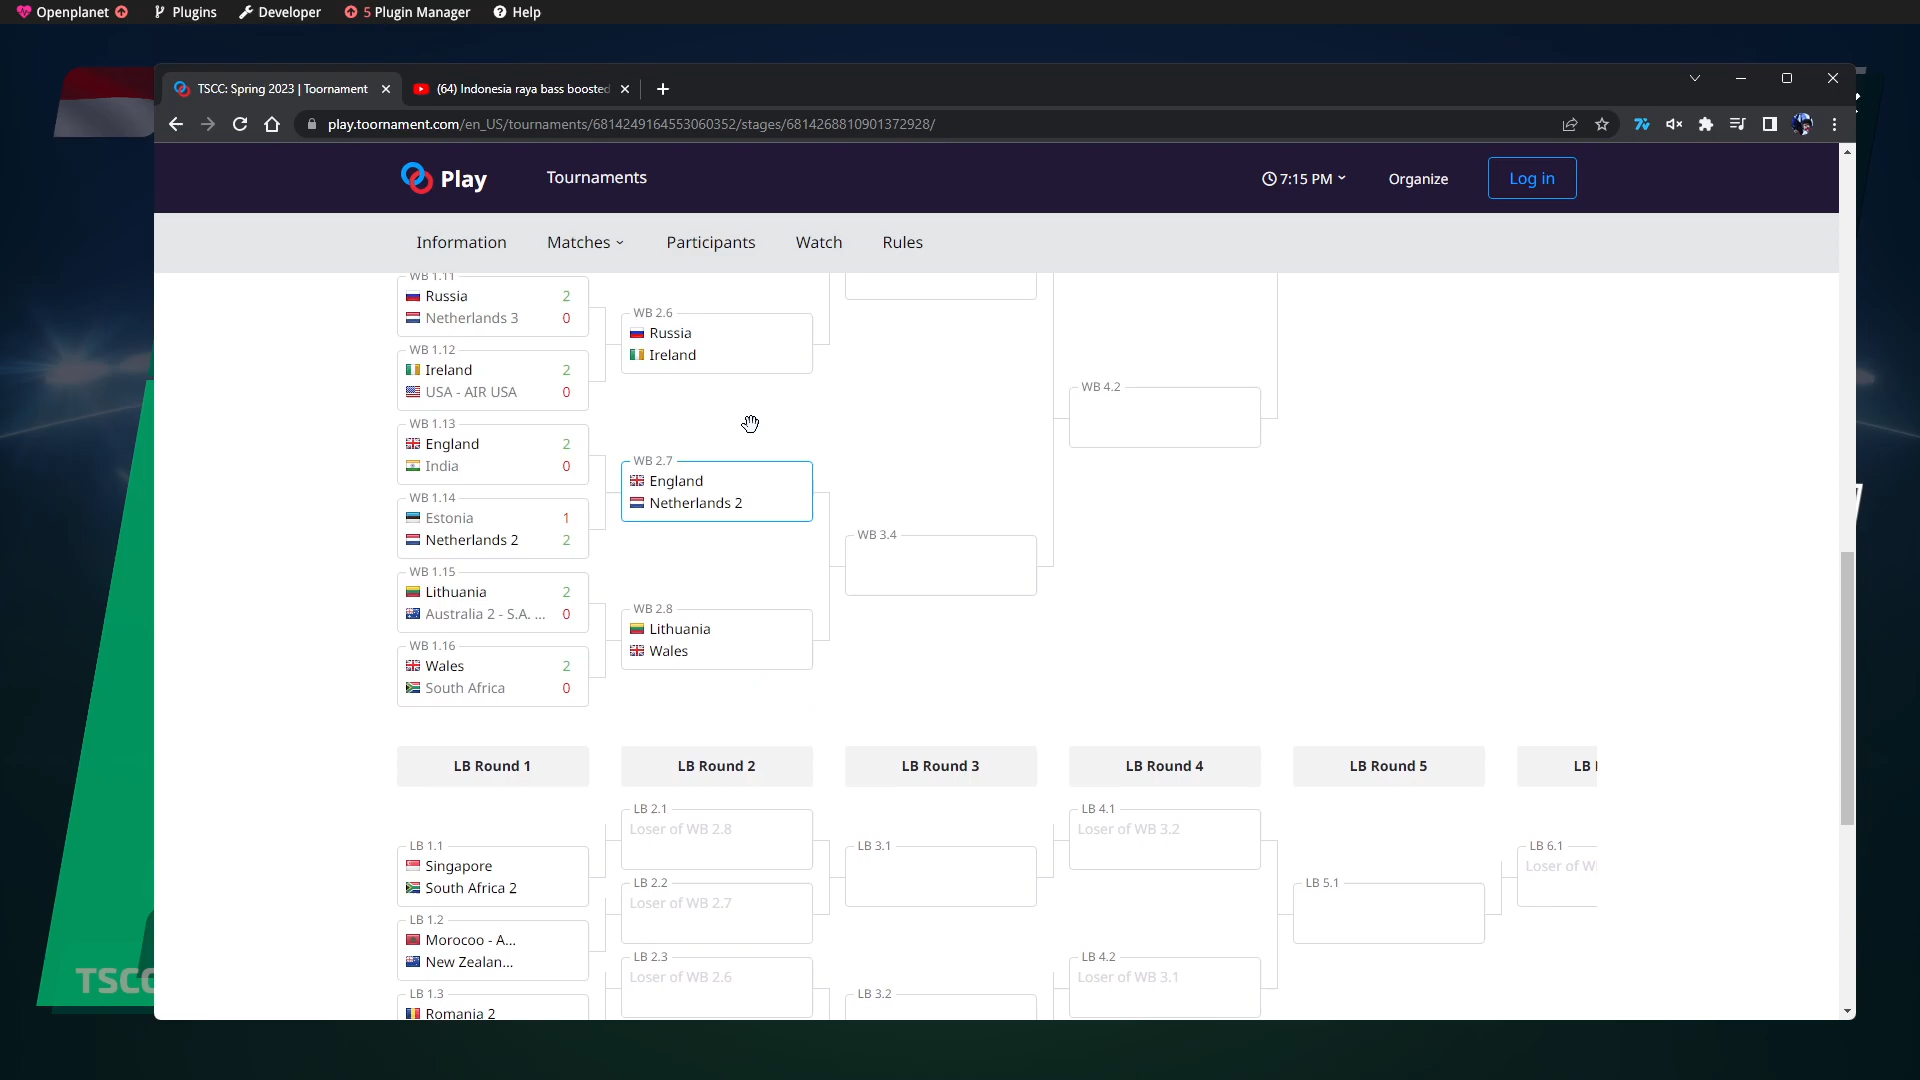 Openplanet Plugins Developer 5 Plugin Manager Help
TSCC: Spring 2023 | Toornament
(64) Indonesia raya bass boosted
play.toornament.com/en_US/tournaments/6814249164553060352/stages/6814268810901372928/
Play Tournaments 7:15 PM Organize Log in
Information Matches Participants Watch Rules
WB 1.11
Russia 2
Netherlands 3 0
WB 1.12
Ireland 2
USA - AIR USA 0
WB 1.13
England 2
India 0
WB 1.14
Estonia 1
Netherlands 2 2
WB 1.15
Lithuania 2
Australia 2 - S.A. ... 0
WB 1.16
Wales 2
South Africa 0
WB 2.6
Russia
Ireland
WB 2.7
England
Netherlands 2
WB 2.8
Lithuania
Wales
WB 3.4
WB 4.2
LB Round 1 LB Round 2 LB Round 3 LB Round 4 LB Round 5 LB
LB 1.1
Singapore
South Africa 2
LB 1.2
Morocoo - A...
New Zealan...
LB 1.3
Romania 2
LB 2.1
Loser of WB 2.8
LB 2.2
Loser of WB 2.7
LB 2.3
Loser of WB 2.6
LB 3.1
LB 3.2
LB 4.1
Loser of WB 3.2
LB 4.2
Loser of WB 3.1
LB 5.1
LB 6.1
Loser of W
TSCC